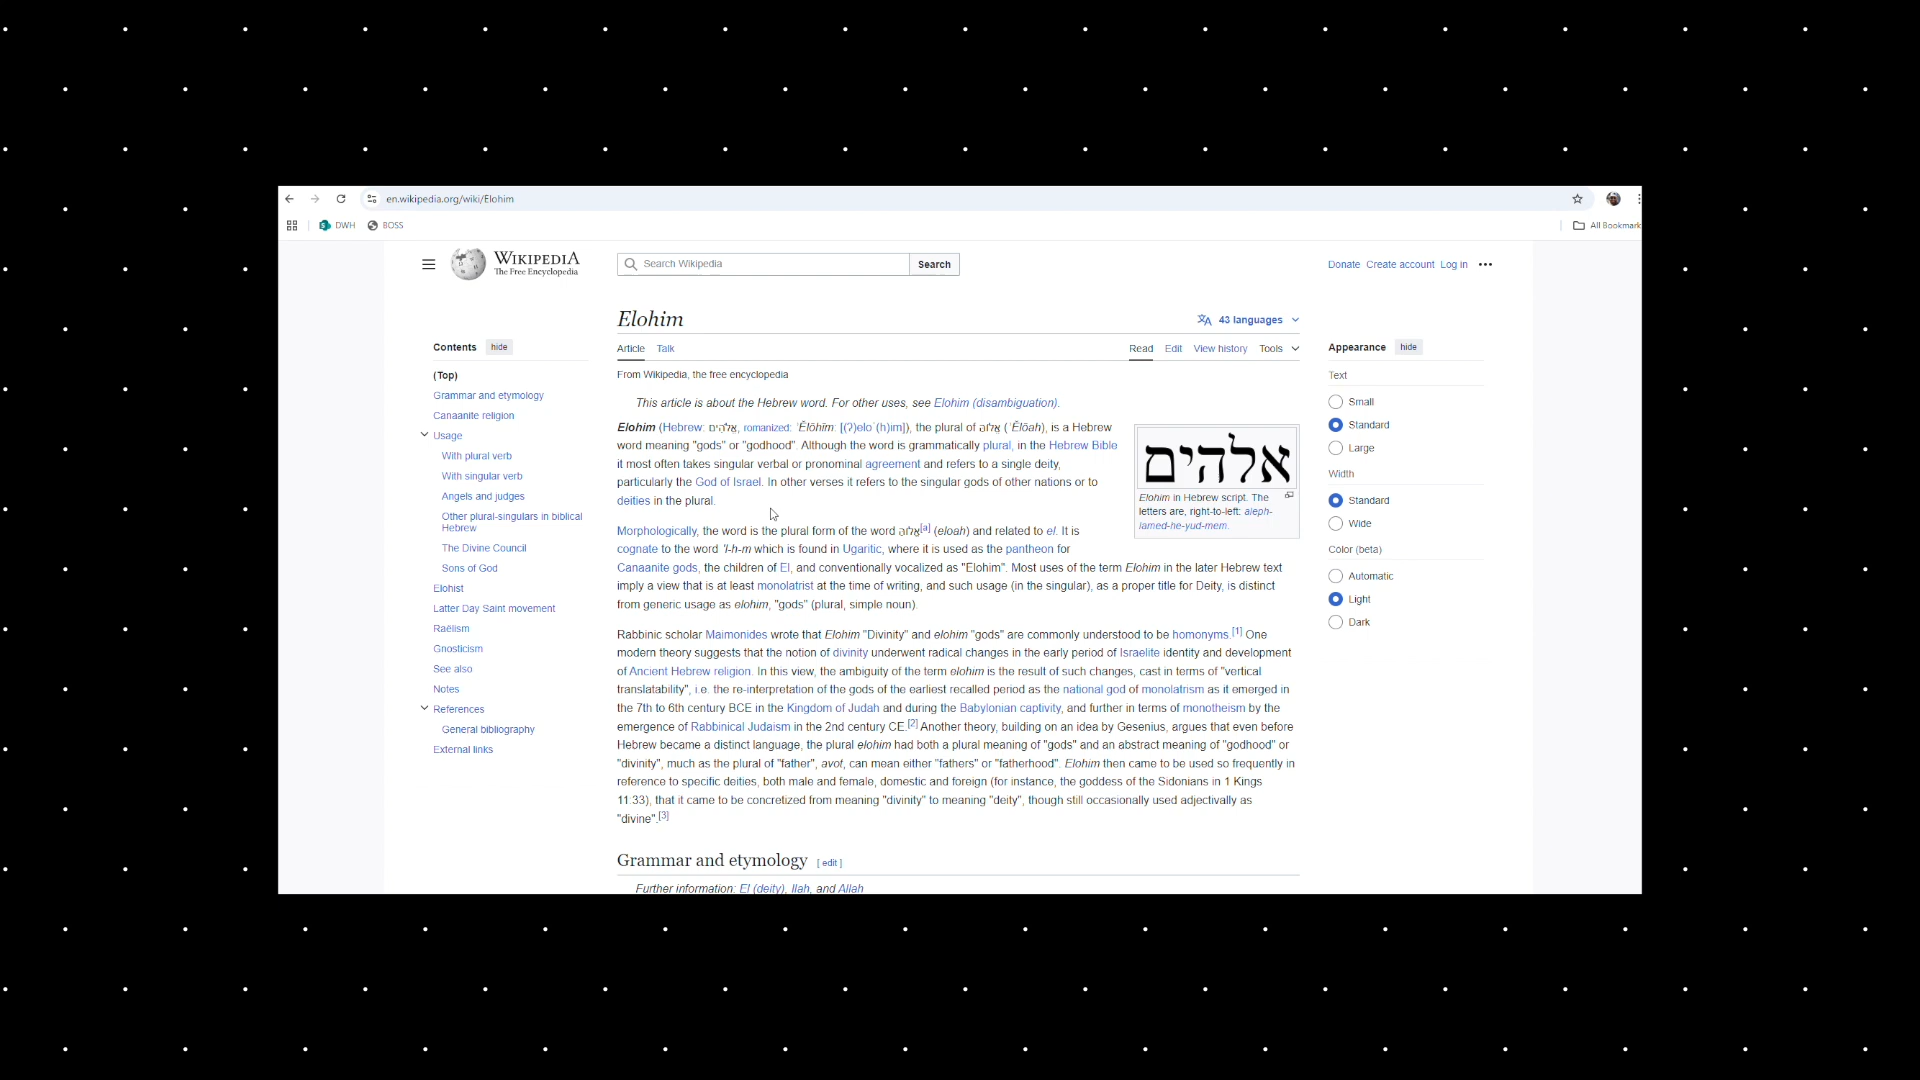 en.wikipedia.org/wiki/Elohim
DWH BOSS All Bookmark
WIKIPEDIA
The Free Encyclopedia
Search Wikipedia Search
Donate Create account Log in
Elohim
43 languages
Article Talk
Read Edit View history Tools
From Wikipedia, the free encyclopedia
Contents hide
(Top)
Grammar and etymology
Canaanite religion
Usage
With plural verb
With singular verb
Angels and judges
Other plural-singulars in biblical
Hebrew
The Divine Council
Sons of God
Elohist
Latter Day Saint movement
Raëlism
Gnosticism
See also
Notes
References
General bibliography
External links
This article is about the Hebrew word. For other uses, see Elohim (disambiguation).
Elohim (Hebrew: אֱלֹהִים, romanized: ʾĔlōhīm: [(ʔ)eloˈ(h)im]), the plural of אֱלוֹהַּ (ʾĔlōah), is a Hebrew
word meaning "gods" or "godhood". Although the word is grammatically plural, in the Hebrew Bible
it most often takes singular verbal or pronominal agreement and refers to a single deity,
particularly the God of Israel. In other verses it refers to the singular gods of other nations or to
deities in the plural.
אלהים
Elohim in Hebrew script. The
letters are, right-to-left: aleph-
lamed-he-yud-mem.
Morphologically, the word is the plural form of the word אֱלוֹהַּ[a] (eloah) and related to el. It is
cognate to the word 'l-h-m which is found in Ugaritic, where it is used as the pantheon for
Canaanite gods, the children of El, and conventionally vocalized as "Elohim". Most uses of the term Elohim in the later Hebrew text
imply a view that is at least monolatrist at the time of writing, and such usage (in the singular), as a proper title for Deity, is distinct
from generic usage as elohim, "gods" (plural, simple noun).
Rabbinic scholar Maimonides wrote that Elohim "Divinity" and elohim "gods" are commonly understood to be homonyms.[1] One
modern theory suggests that the notion of divinity underwent radical changes in the early period of Israelite identity and development
of Ancient Hebrew religion. In this view, the ambiguity of the term elohim is the result of such changes, cast in terms of "vertical
translatability", i.e. the re-interpretation of the gods of the earliest recalled period as the national god of monolatrism as it emerged in
the 7th to 6th century BCE in the Kingdom of Judah and during the Babylonian captivity, and further in terms of monotheism by the
emergence of Rabbinical Judaism in the 2nd century CE.[2] Another theory, building on an idea by Gesenius, argues that even before
Hebrew became a distinct language, the plural elohim had both a plural meaning of "gods" and an abstract meaning of "godhood" or
"divinity", much as the plural of "father", avot, can mean either "fathers" or "fatherhood". Elohim then came to be used so frequently in
reference to specific deities, both male and female, domestic and foreign (for instance, the goddess of the Sidonians in 1 Kings
11:33), that it came to be concretized from meaning "divinity" to meaning "deity", though still occasionally used adjectivally as
"divine".[3]
Grammar and etymology [ edit ]
Further information: El (deity), Ilah, and Allah
Appearance hide
Text
Small
Standard
Large
Width
Standard
Wide
Color (beta)
Automatic
Light
Dark